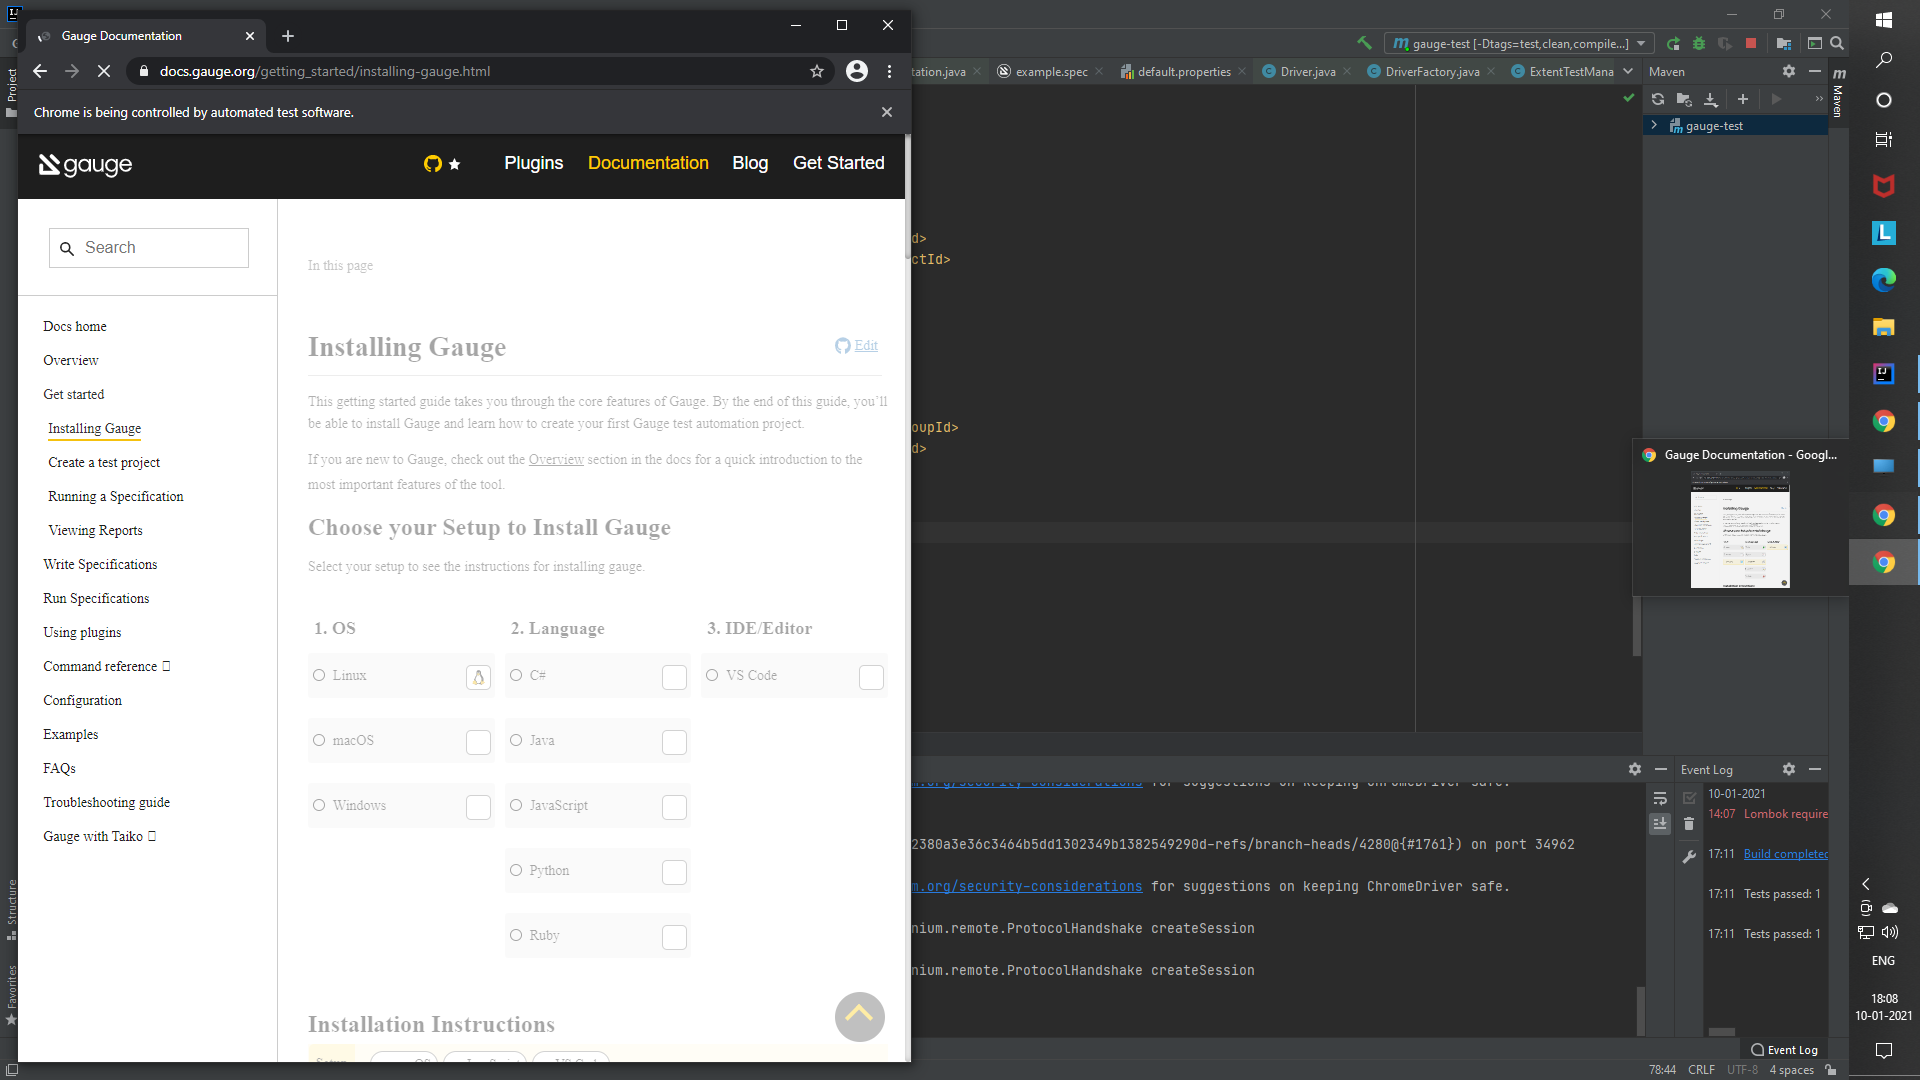 Gauge Documentation
docs.gauge.org/getting_started/installing-gauge.html
Chrome is being controlled by automated test software.
gauge
Plugins Documentation Blog Get Started
Search
Docs home
Overview
Get started
Installing Gauge
Create a test project
Running a Specification
Viewing Reports
Write Specifications
Run Specifications
Using plugins
Command reference
Configuration
Examples
FAQs
Troubleshooting guide
Gauge with Taiko
In this page
Installing Gauge
Edit
This getting started guide takes you through the core features of Gauge. By the end of this guide, you'll
be able to install Gauge and learn how to create your first Gauge test automation project.
If you are new to Gauge, check out the Overview section in the docs for a quick introduction to the
most important features of the tool.
Choose your Setup to Install Gauge
Select your setup to see the instructions for installing gauge.
1. OS 2. Language 3. IDE/Editor
Linux C# VS Code
macOS Java
Windows JavaScript
Python
Ruby
Installation Instructions
Project
Structure
Favorites
gauge-test [-Dtags=test,clean,compile...]
tation.java example.spec default.properties Driver.java DriverFactory.java ExtentTestMana
Maven
gauge-test
Maven
d>
ctId>
oupId>
d>
Gauge Documentation - Googl...
m.org/security-considerations for suggestions on keeping ChromeDriver safe.
2380a3e36c3464b5dd1302349b1382549290d-refs/branch-heads/4280@{#1761}) on port 34962
m.org/security-considerations for suggestions on keeping ChromeDriver safe.
nium.remote.ProtocolHandshake createSession
nium.remote.ProtocolHandshake createSession
Event Log
10-01-2021
14:07 Lombok require
17:11 Build completed
17:11 Tests passed: 1
17:11 Tests passed: 1
Event Log
78:44 CRLF UTF-8 4 spaces
ENG
18:08
10-01-2021